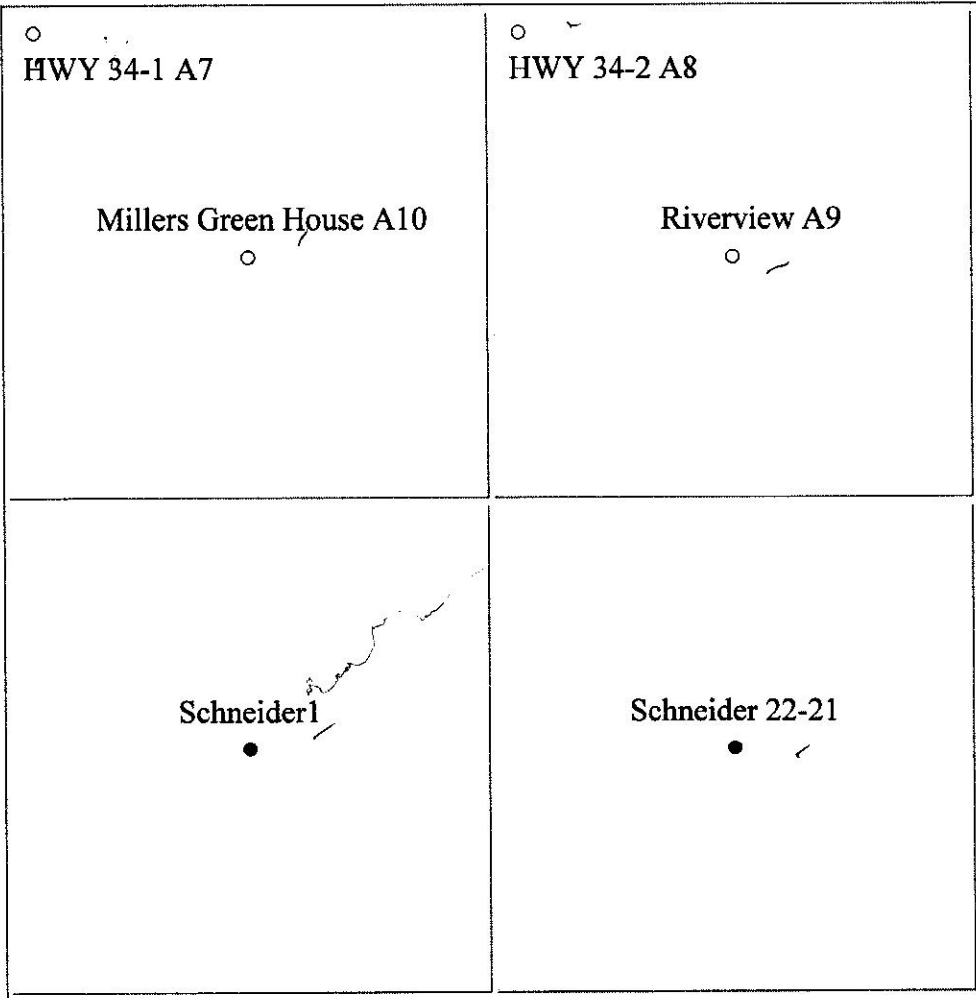 HWY 34-1 A7
HWY 34-2 A8
Millers Green House A10
Riverview A9
Schneider1
Schneider 22-21